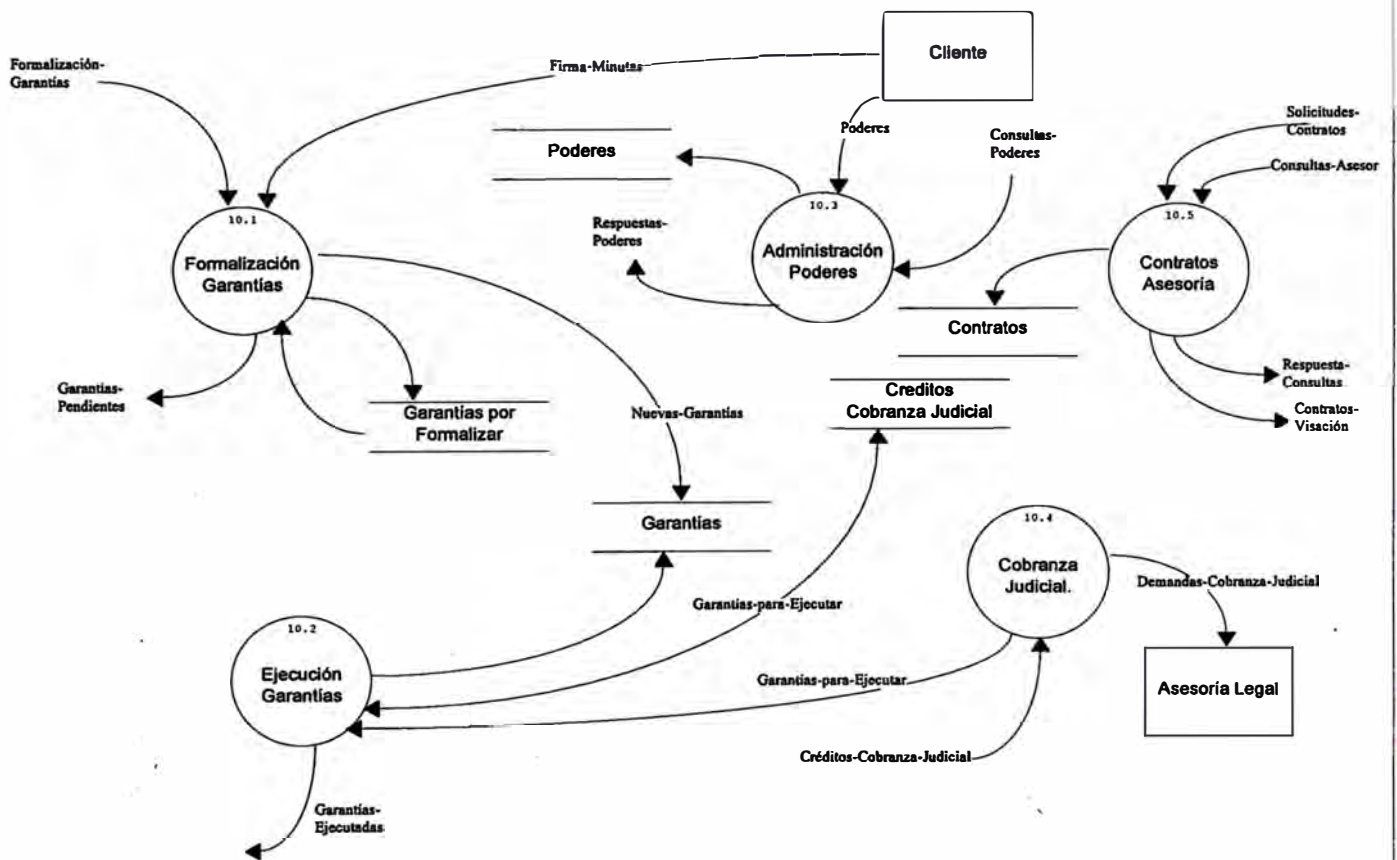 Cliente
Formalización-
Garantías
Firma-Minutas
Solicitudes-
Contratos
Poderes
Consultas-
Poderes
Poderes
Consultas-Asesor
10.1
Formalización
Garantías
10.3
Administración
Poderes
10.5
Contratos
Asesoría
Respuestas-
Poderes
Contratos
Garantías-
Pendientes
Garantías por
Formalizar
Nuevas-Garantías
Creditos
Cobranza Judicial
Respuesta-
Consultas
Contratos-
Visación
Garantías
10.4
Cobranza
Judicial.
Demandas-Cobranza-Judicial
Garantías-para-Ejecutar
10.2
Ejecución
Garantías
Garantías-para-Ejecutar
Asesoría Legal
Créditos-Cobranza-Judicial
Garantías-
Ejecutadas